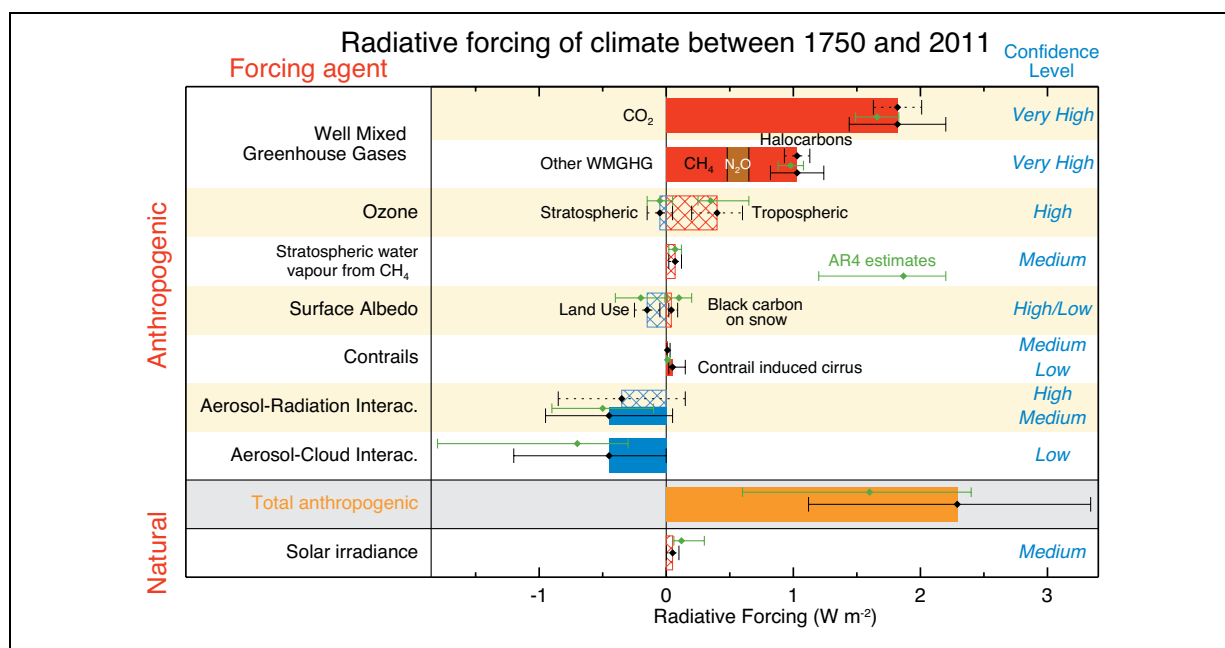 Radiative forcing of climate between 1750 and 2011
Forcing agent
Confidence
Level
Anthropogenic
Natural
Well Mixed
Greenhouse Gases
CO2
Very High
Halocarbons
Other WMGHG
CH4
N2O
Very High
Ozone
Stratospheric
Tropospheric
High
Stratospheric water
vapour from CH4
AR4 estimates
Medium
Surface Albedo
Land Use
Black carbon
on snow
High/Low
Contrails
Medium
Contrail induced cirrus
Low
Aerosol-Radiation Interac.
High
Medium
Aerosol-Cloud Interac.
Low
Total anthropogenic
Solar irradiance
Medium
-1 0 1 2 3
Radiative Forcing (W m-2)